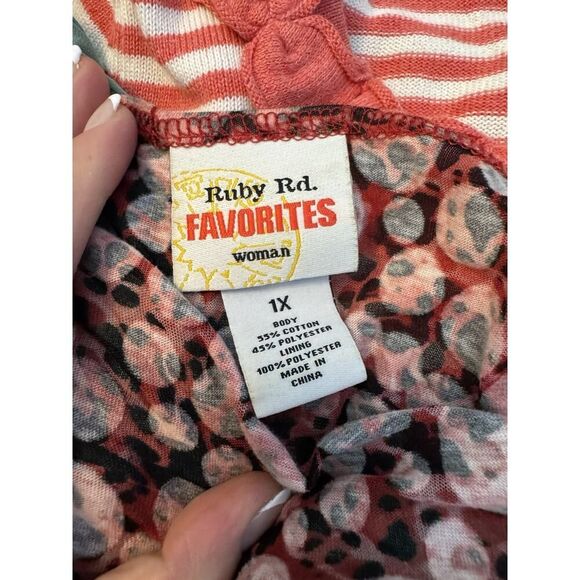 Ruby Rd.
FAVORITES
woman
1X
BODY
55% COTTON
45% POLYESTER
LINING
100% POLYESTER
MADE IN
CHINA